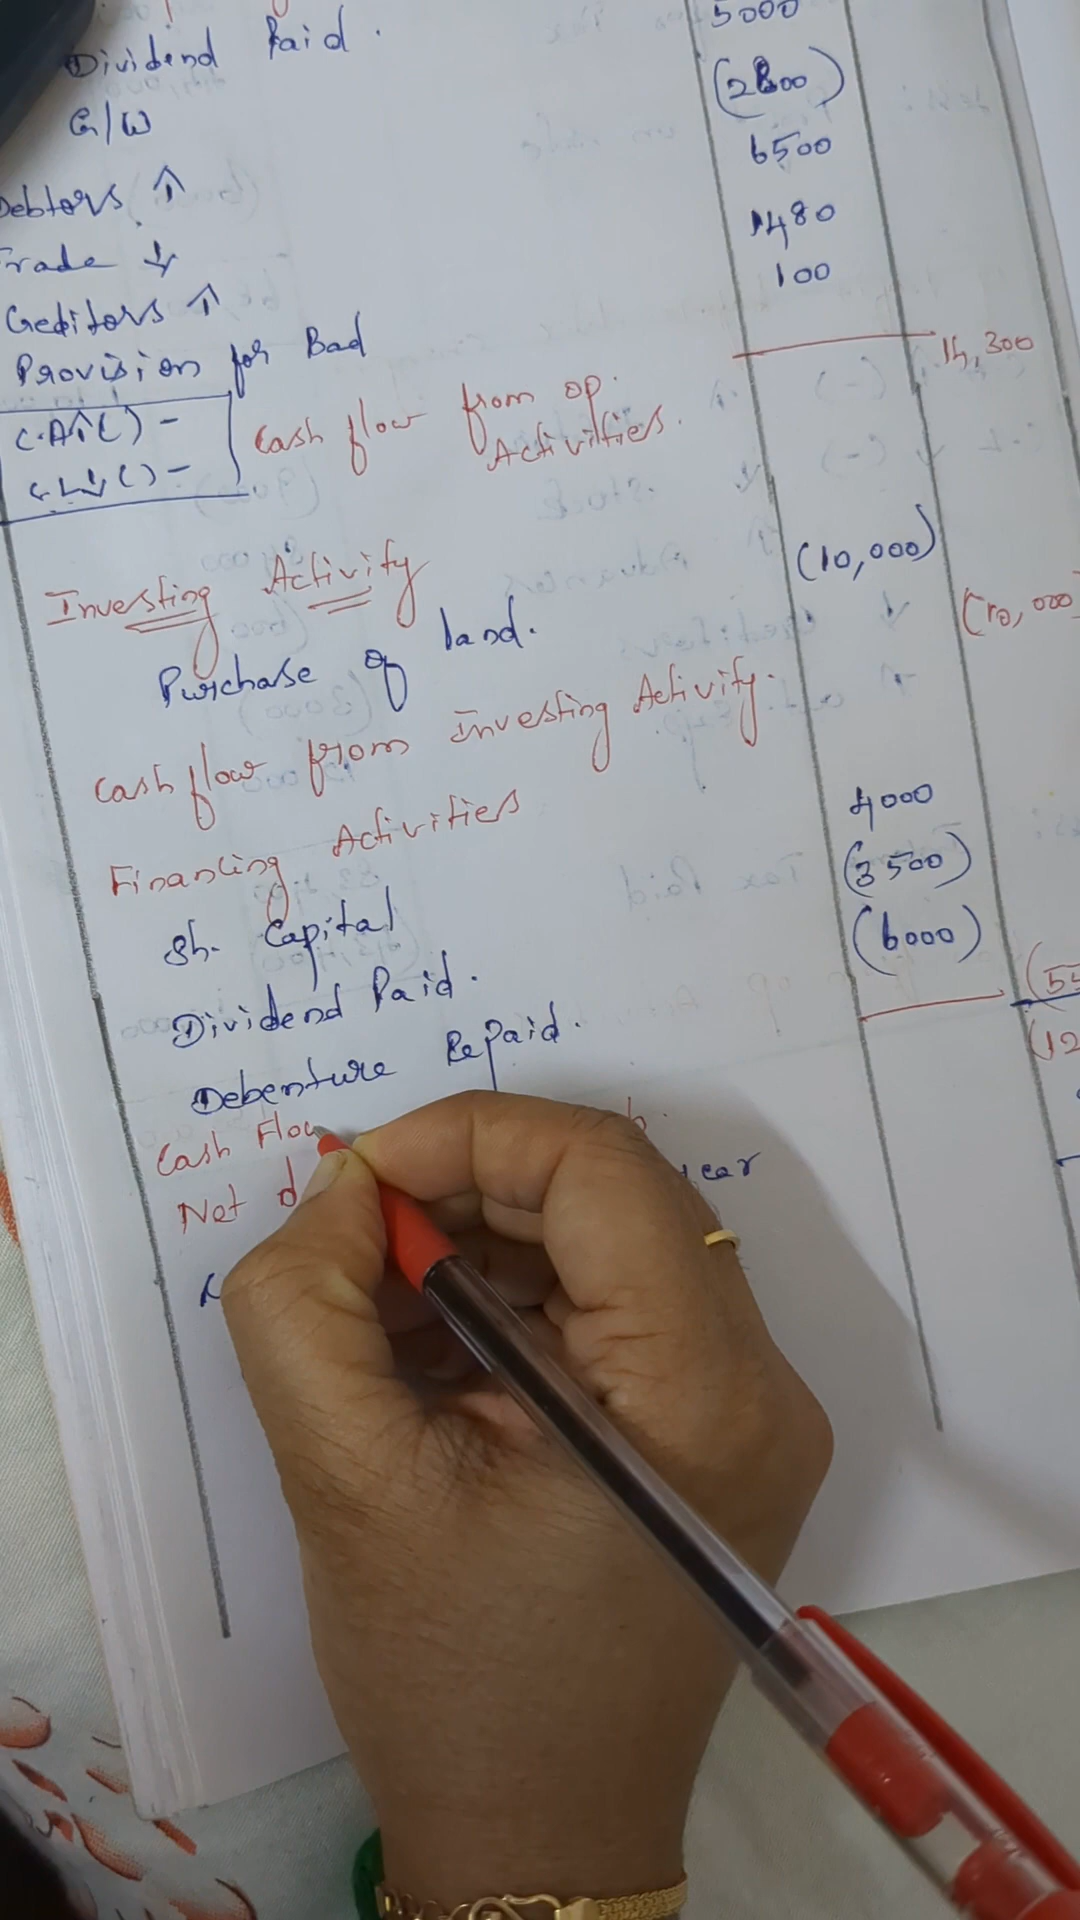 Dividend Paid. 5000
G/W (2800)
Debtors ↑ 6500
Trade ↓ 1480
Creditors ↑ 100
Provision for Bad
C.A↑(-) -
C.L↓(-) -
Cash flow from op. Activities. 14,300
Investing Activity
Purchase of land. (10,000)
Cash flow from Investing Activity. (10,000)
Financing Activities
Sh. Capital 4000
Dividend Paid. (3500)
Debenture Repaid. (6000)
Cash Flow
Net d